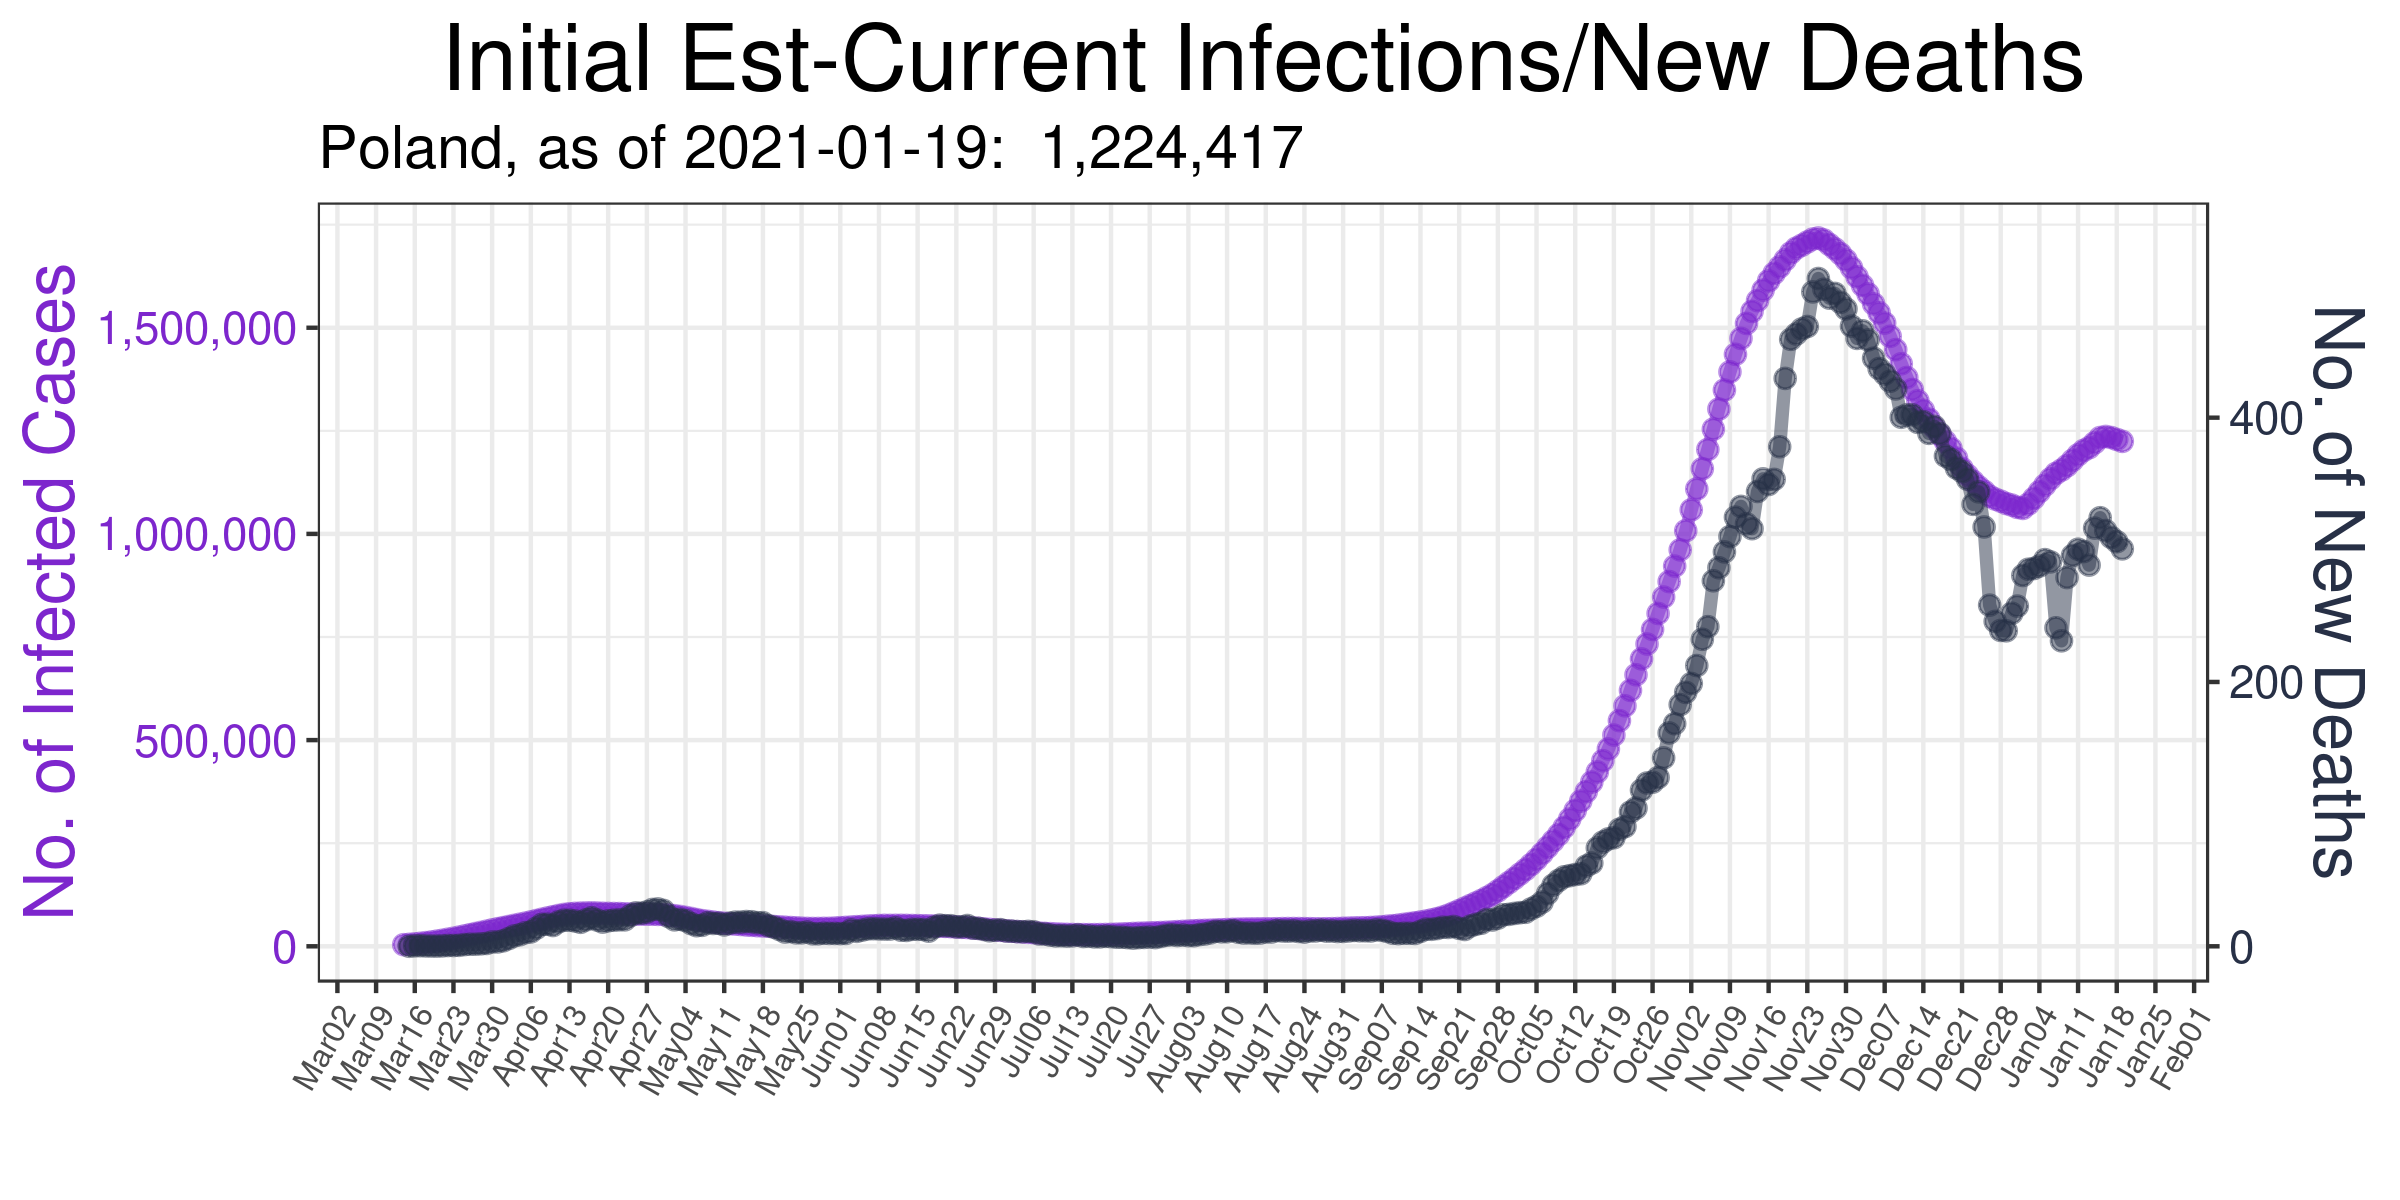 Initial Est-Current Infections/New Deaths
Poland, as of 2021-01-19:  1,224,417
No. of Infected Cases
1,500,000
1,000,000
500,000
0
400
200
0
No. of New Deaths
Mar02 Mar09 Mar16 Mar23 Mar30 Apr06 Apr13 Apr20 Apr27 May04 May11 May18 May25 Jun01 Jun08 Jun15 Jun22 Jun29 Jul06 Jul13 Jul20 Jul27 Aug03 Aug10 Aug17 Aug24 Aug31 Sep07 Sep14 Sep21 Sep28 Oct05 Oct12 Oct19 Oct26 Nov02 Nov09 Nov16 Nov23 Nov30 Dec07 Dec14 Dec21 Dec28 Jan04 Jan11 Jan18 Jan25 Feb01